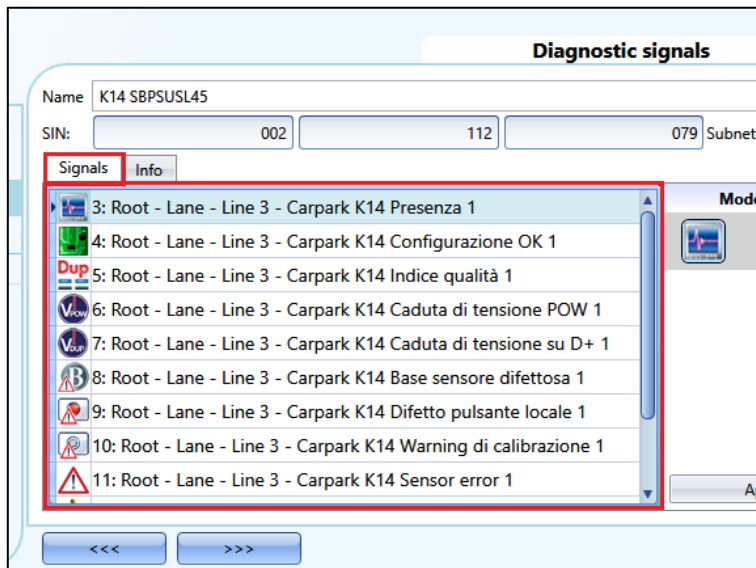 Diagnostic signals
Name K14 SBPSUSL45
SIN: 002 112 079 Subnet
Signals Info
3: Root - Lane - Line 3 - Carpark K14 Presenza 1
4: Root - Lane - Line 3 - Carpark K14 Configurazione OK 1
Dup 5: Root - Lane - Line 3 - Carpark K14 Indice qualità 1
VPOW 6: Root - Lane - Line 3 - Carpark K14 Caduta di tensione POW 1
VDUP 7: Root - Lane - Line 3 - Carpark K14 Caduta di tensione su D+ 1
B 8: Root - Lane - Line 3 - Carpark K14 Base sensore difettosa 1
9: Root - Lane - Line 3 - Carpark K14 Difetto pulsante locale 1
10: Root - Lane - Line 3 - Carpark K14 Warning di calibrazione 1
11: Root - Lane - Line 3 - Carpark K14 Sensor error 1
<<< >>>